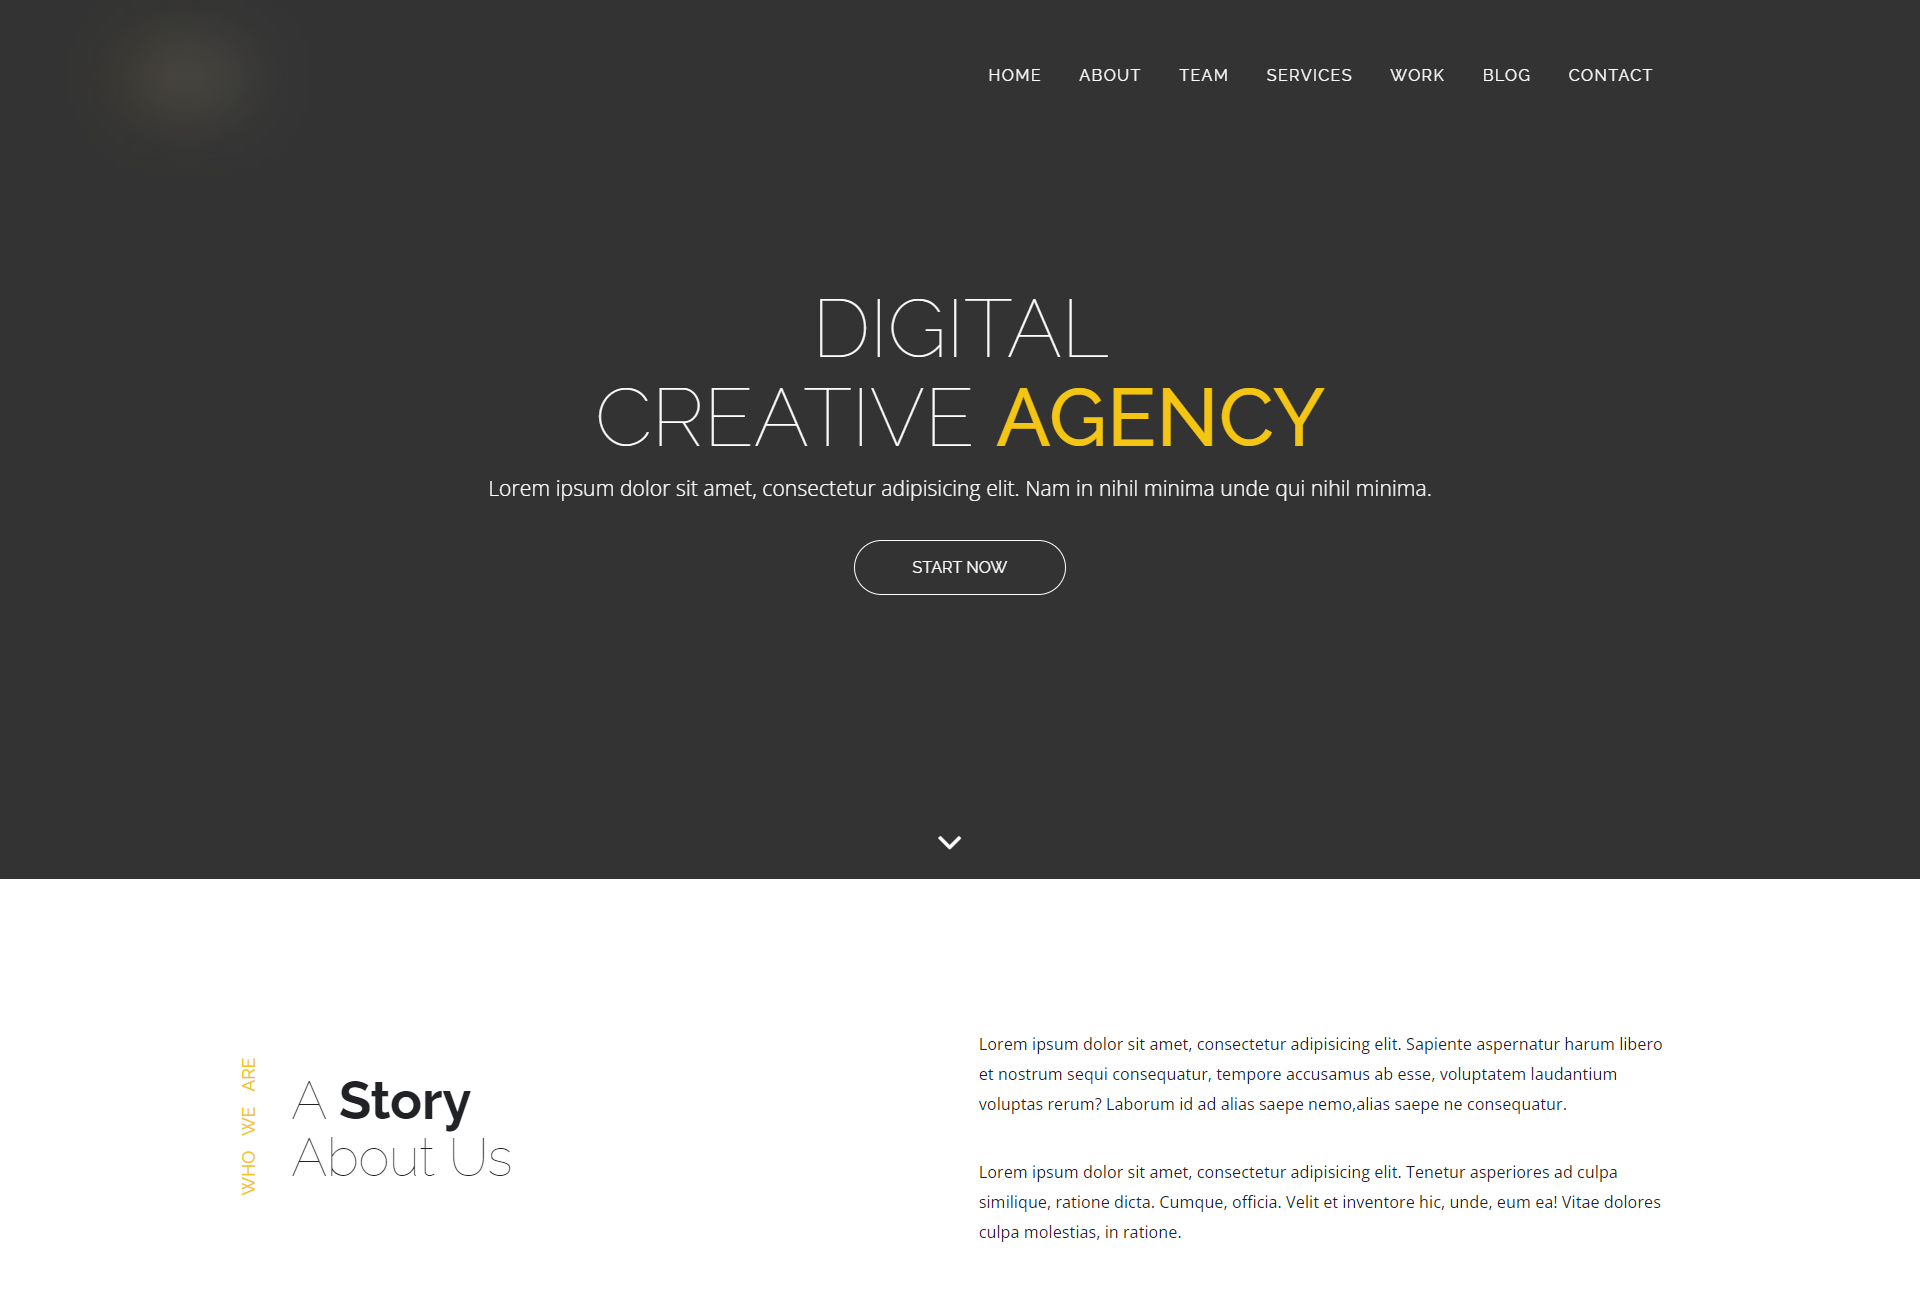 HOME ABOUT TEAM SERVICES WORK BLOG CONTACT
DIGITAL
CREATIVE AGENCY
Lorem ipsum dolor sit amet, consectetur adipisicing elit. Nam in nihil minima unde qui nihil minima.
START NOW
WHO WE ARE
A Story
About Us
Lorem ipsum dolor sit amet, consectetur adipisicing elit. Sapiente aspernatur harum libero
et nostrum sequi consequatur, tempore accusamus ab esse, voluptatem laudantium
voluptas rerum? Laborum id ad alias saepe nemo,alias saepe ne consequatur.
Lorem ipsum dolor sit amet, consectetur adipisicing elit. Tenetur asperiores ad culpa
similique, ratione dicta. Cumque, officia. Velit et inventore hic, unde, eum ea! Vitae dolores
culpa molestias, in ratione.